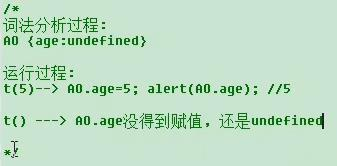 /*
词法分析过程:
AO {age:undefined}
运行过程:
t(5)--> AO.age=5; alert(AO.age); //5
t() ---> AO.age没得到赋值，还是undefined
*/